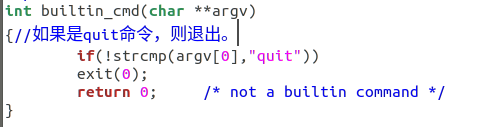 int builtin_cmd(char **argv)
{//如果是quit命令，则退出。
        if(!strcmp(argv[0],"quit"))
        exit(0);
        return 0;     /* not a builtin command */
}